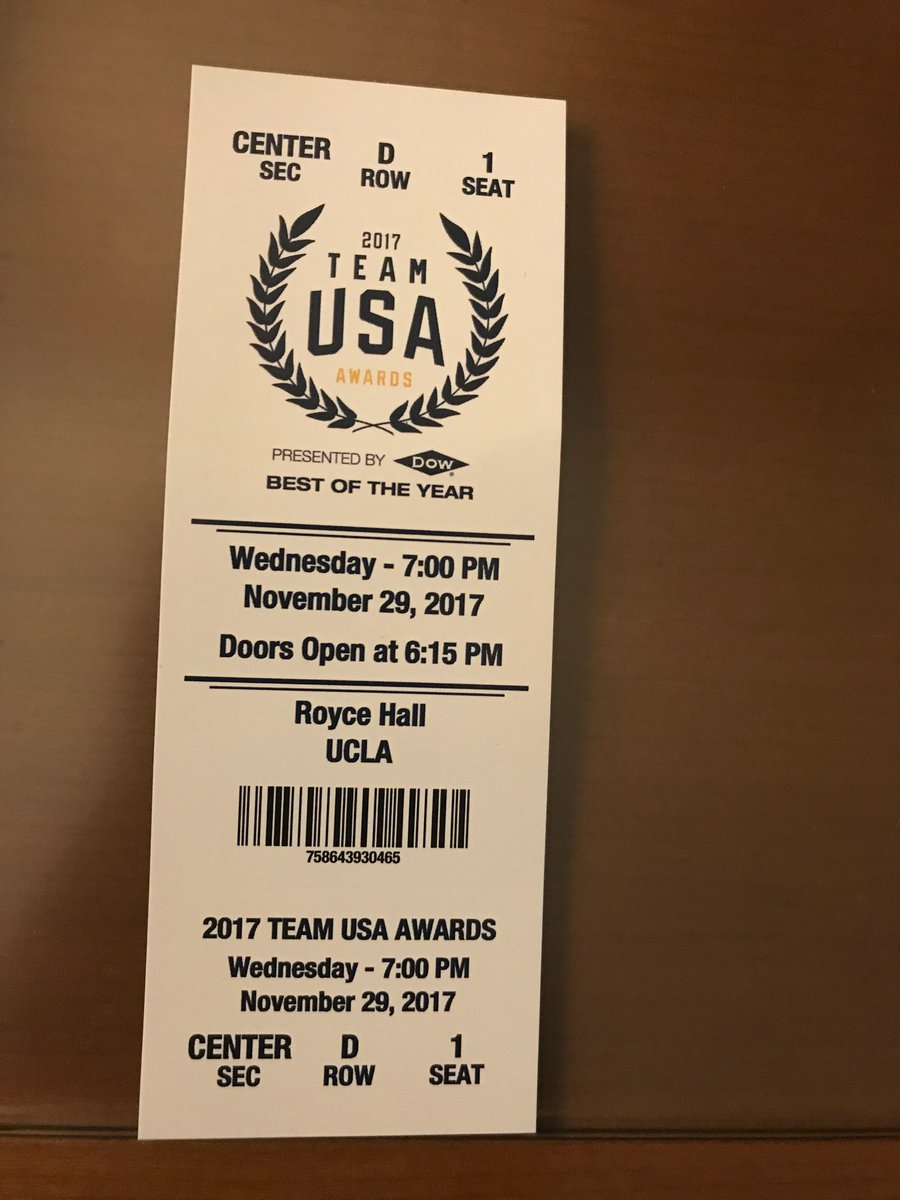 CENTER D 1
SEC ROW SEAT
2017
TEAM
USA
AWARDS
PRESENTED BY DOW®
BEST OF THE YEAR
Wednesday - 7:00 PM
November 29, 2017
Doors Open at 6:15 PM
Royce Hall
UCLA
758643930465
2017 TEAM USA AWARDS
Wednesday - 7:00 PM
November 29, 2017
CENTER D 1
SEC ROW SEAT